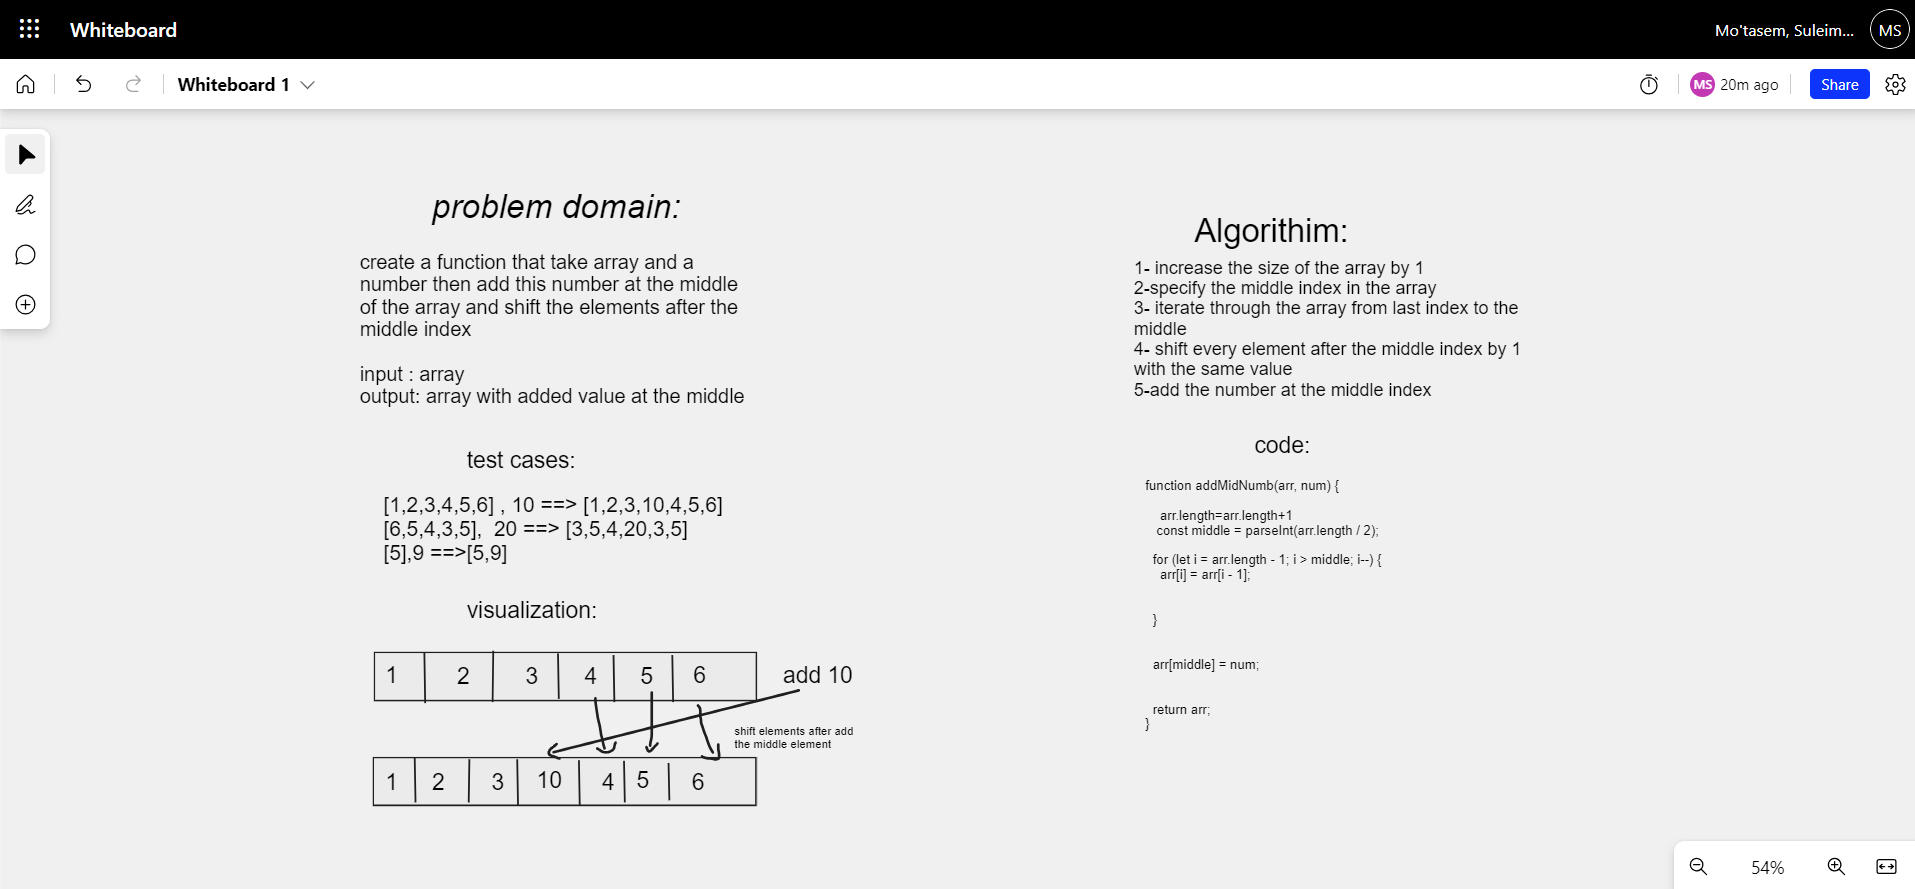 Whiteboard
Mo'tasem, Suleim...
MS
Whiteboard 1
MS
20m ago
Share
problem domain:
create a function that take array and a
number then add this number at the middle
of the array and shift the elements after the
middle index
input : array
output: array with added value at the middle
test cases:
[1,2,3,4,5,6] , 10 ==> [1,2,3,10,4,5,6]
[6,5,4,3,5],  20 ==> [3,5,4,20,3,5]
[5],9 ==>[5,9]
visualization:
1 2 3 4 5 6
add 10
shift elements after add
the middle element
1 2 3 10 4 5 6
Algorithim:
1- increase the size of the array by 1
2-specify the middle index in the array
3- iterate through the array from last index to the
middle
4- shift every element after the middle index by 1
with the same value
5-add the number at the middle index
code:
function addMidNumb(arr, num) {
arr.length=arr.length+1
const middle = parseInt(arr.length / 2);
for (let i = arr.length - 1; i > middle; i--) {
arr[i] = arr[i - 1];
}
arr[middle] = num;
return arr;
}
54%